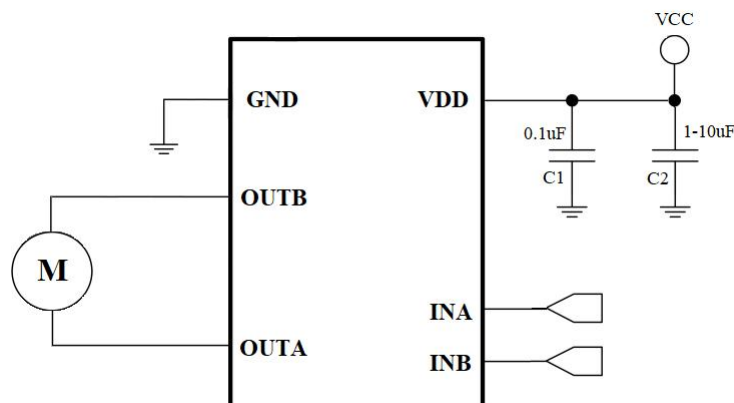 VCC
GND
VDD
0.1uF
1-10uF
C1
C2
OUTB
M
INA
OUTA
INB